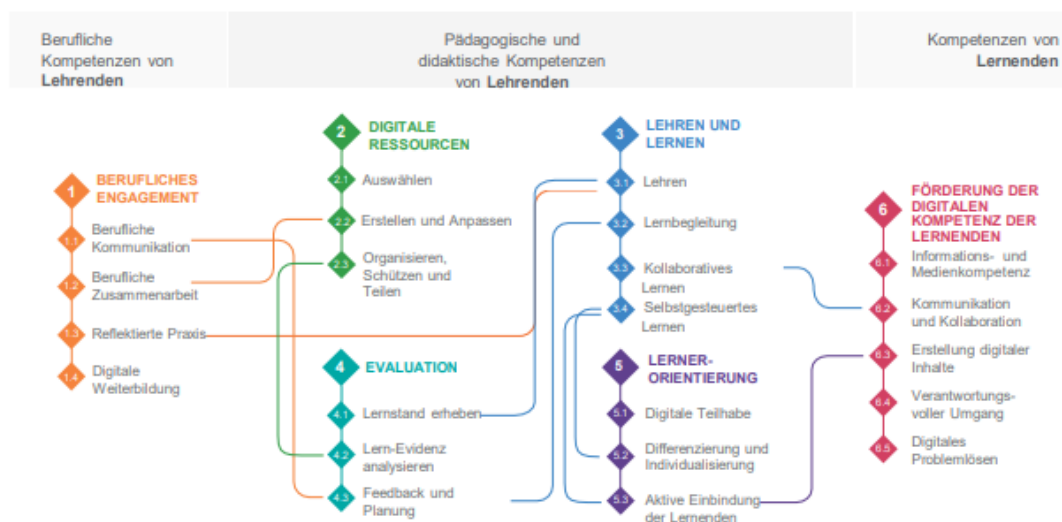 Berufliche
Kompetenzen von
Lehrenden
Pädagogische und
didaktische Kompetenzen
von Lehrenden
Kompetenzen von
Lernenden
1
BERUFLICHES
ENGAGEMENT
1.1
Berufliche
Kommunikation
1.2
Berufliche
Zusammenarbeit
1.3
Reflektierte Praxis
1.4
Digitale
Weiterbildung
2
DIGITALE
RESSOURCEN
2.1
Auswählen
2.2
Erstellen und Anpassen
2.3
Organisieren,
Schützen und
Teilen
3
LEHREN UND
LERNEN
3.1
Lehren
3.2
Lernbegleitung
3.3
Kollaboratives
Lernen
3.4
Selbstgesteuertes
Lernen
4
EVALUATION
4.1
Lernstand erheben
4.2
Lern-Evidenz
analysieren
4.3
Feedback und
Planung
5
LERNER-
ORIENTIERUNG
5.1
Digitale Teilhabe
5.2
Differenzierung und
Individualisierung
5.3
Aktive Einbindung
der Lernenden
6
FÖRDERUNG DER
DIGITALEN
KOMPETENZ DER
LERNENDEN
6.1
Informations- und
Medienkompetenz
6.2
Kommunikation
und Kollaboration
6.3
Erstellung digitaler
Inhalte
6.4
Verantwortungs-
voller Umgang
6.5
Digitales
Problemlösen